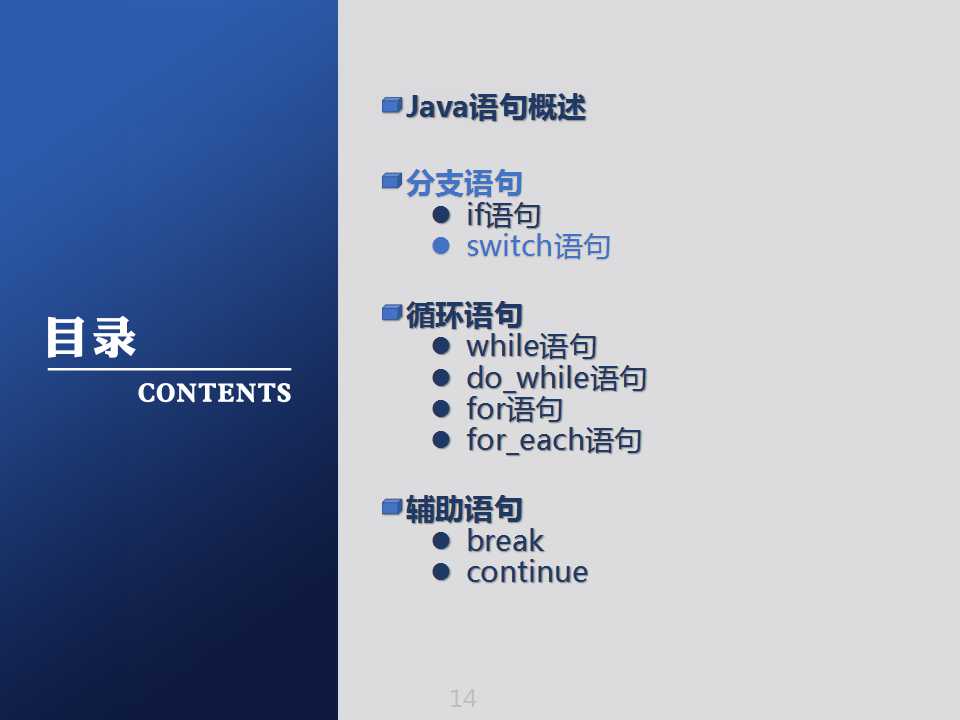 目录
CONTENTS
Java语句概述
分支语句
if语句
switch语句
循环语句
while语句
do_while语句
for语句
for_each语句
辅助语句
break
continue
14